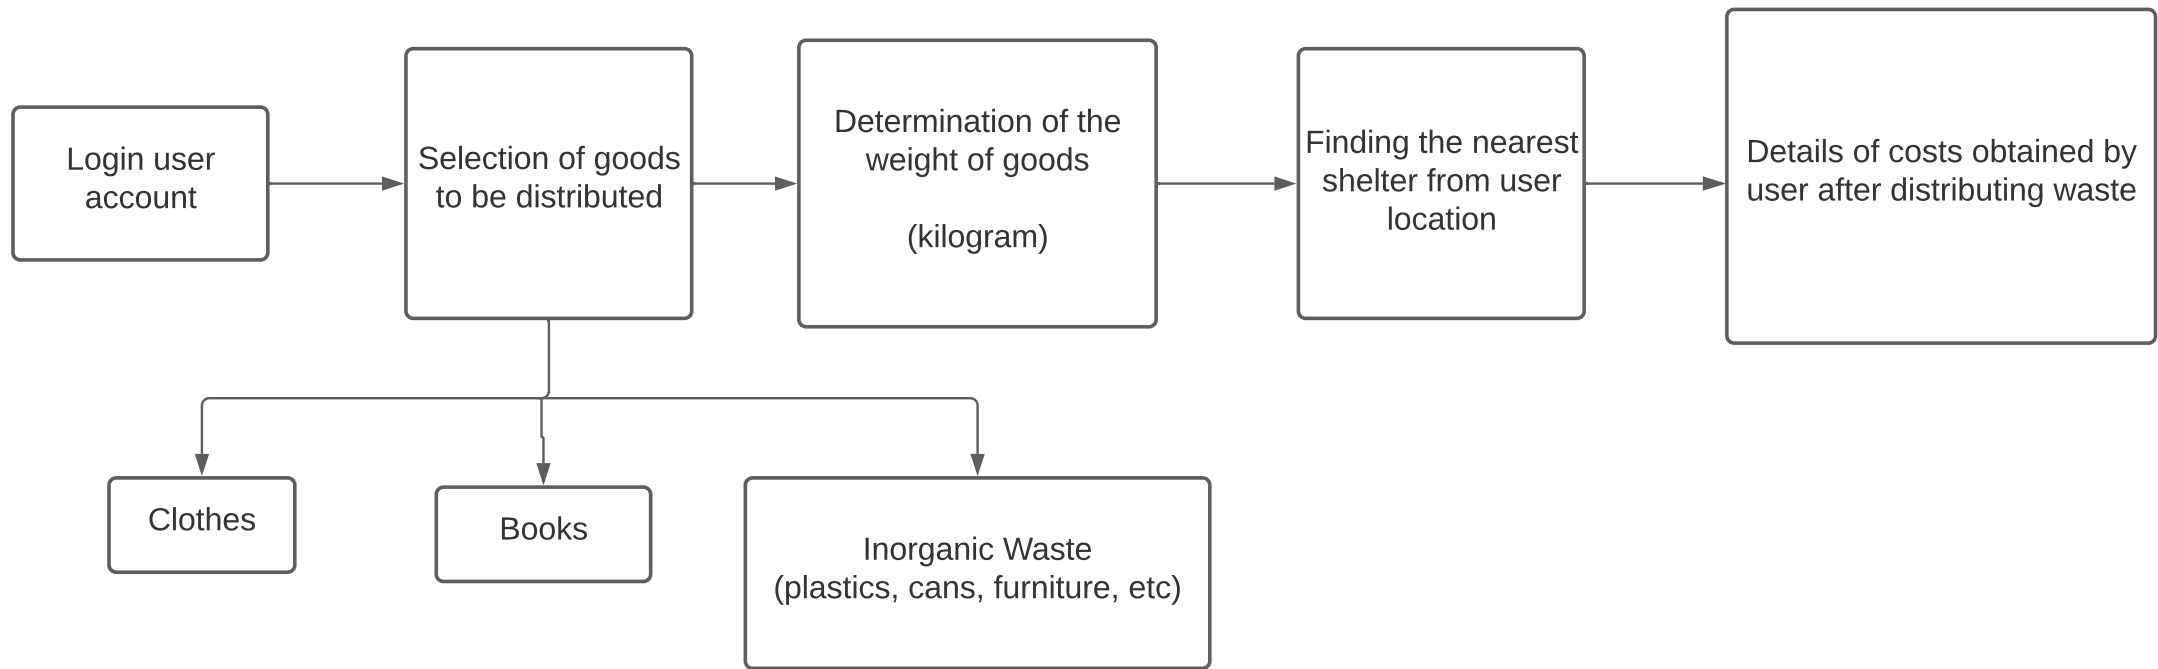 Login user
account
Selection of goods
to be distributed
Determination of the
weight of goods
(kilogram)
Finding the nearest
shelter from user
location
Details of costs obtained by
user after distributing waste
Clothes
Books
Inorganic Waste
(plastics, cans, furniture, etc)